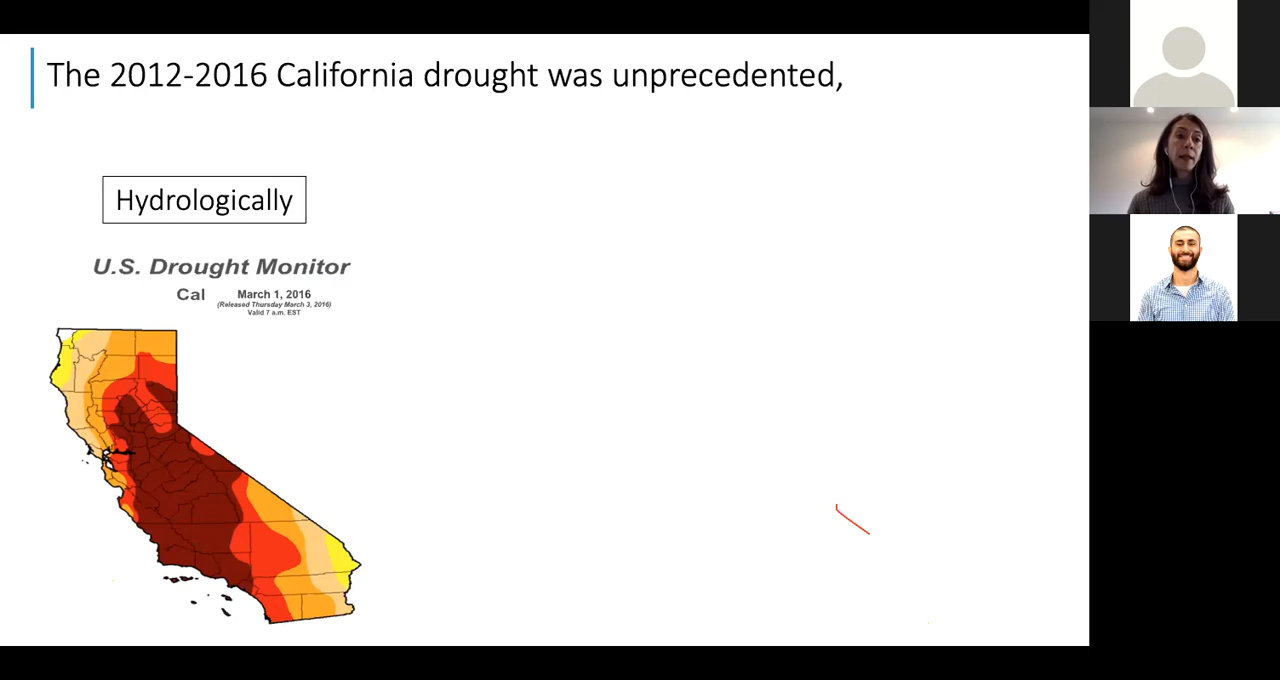 The 2012-2016 California drought was unprecedented,
Hydrologically
U.S. Drought Monitor
Cal March 1, 2016
(Released Thursday March 3, 2016)
Valid 7 a.m. EST